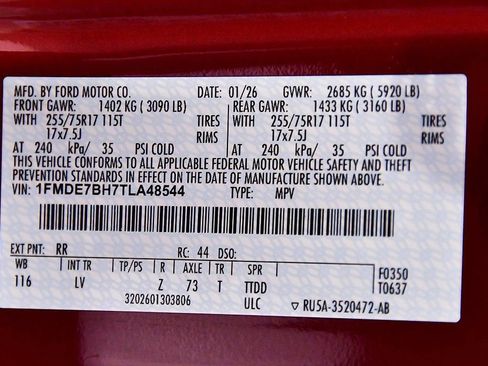 MFD. BY FORD MOTOR CO. DATE: 01/26 GVWR: 2685 KG ( 5920 LB)
FRONT GAWR: 1402 KG ( 3090 LB) REAR GAWR: 1433 KG ( 3160 LB)
WITH 255/75R17 115T TIRES WITH 255/75R17 115T TIRES
17x7.5J RIMS 17x7.5J RIMS
AT 240 kPa/ 35 PSI COLD AT 240 kPa/ 35 PSI COLD
THIS VEHICLE CONFORMS TO ALL APPLICABLE FEDERAL MOTOR VEHICLE SAFETY AND THEFT
PREVENTION STANDARDS IN EFFECT ON THE DATE OF MANUFACTURE SHOWN ABOVE.
VIN: 1FMDE7BH7TLA48544 TYPE: MPV
EXT PNT: RR RC: 44 DSO:
WB INT TR TP/PS R AXLE TR SPR F0350
116 LV Z 73 T TTDD T0637
3202601303806 ULC ▽ RU5A-3520472-AB